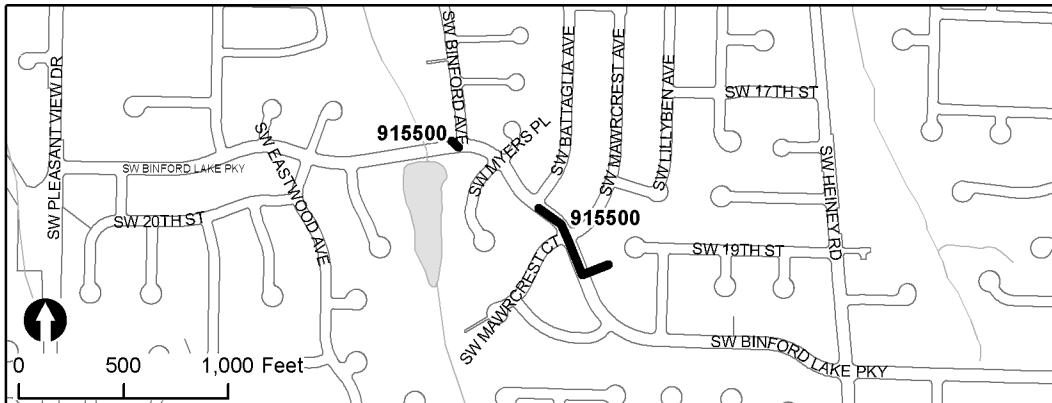 SW PLEASANT VIEW DR
SW BINFORD AVE
SW BATTAGLIA AVE
SW MAWRCREST AVE
SW LILLYBEN AVE
SW 17TH ST
915500
SW MYERS PL
SW EASTWOOD AVE
SW BINFORD LAKE PKY
SW HEINEY RD
SW 20TH ST
915500
SW MAWRCREST CT
SW 19TH ST
SW BINFORD LAKE PKY
0 500 1,000 Feet